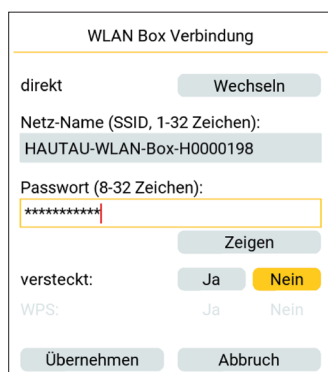 WLAN Box Verbindung
direkt Wechseln
Netz-Name (SSID, 1-32 Zeichen):
HAUTAU-WLAN-Box-H0000198
Passwort (8-32 Zeichen):
***********
Zeigen
versteckt: Ja Nein
WPS: Ja Nein
Übernehmen Abbruch